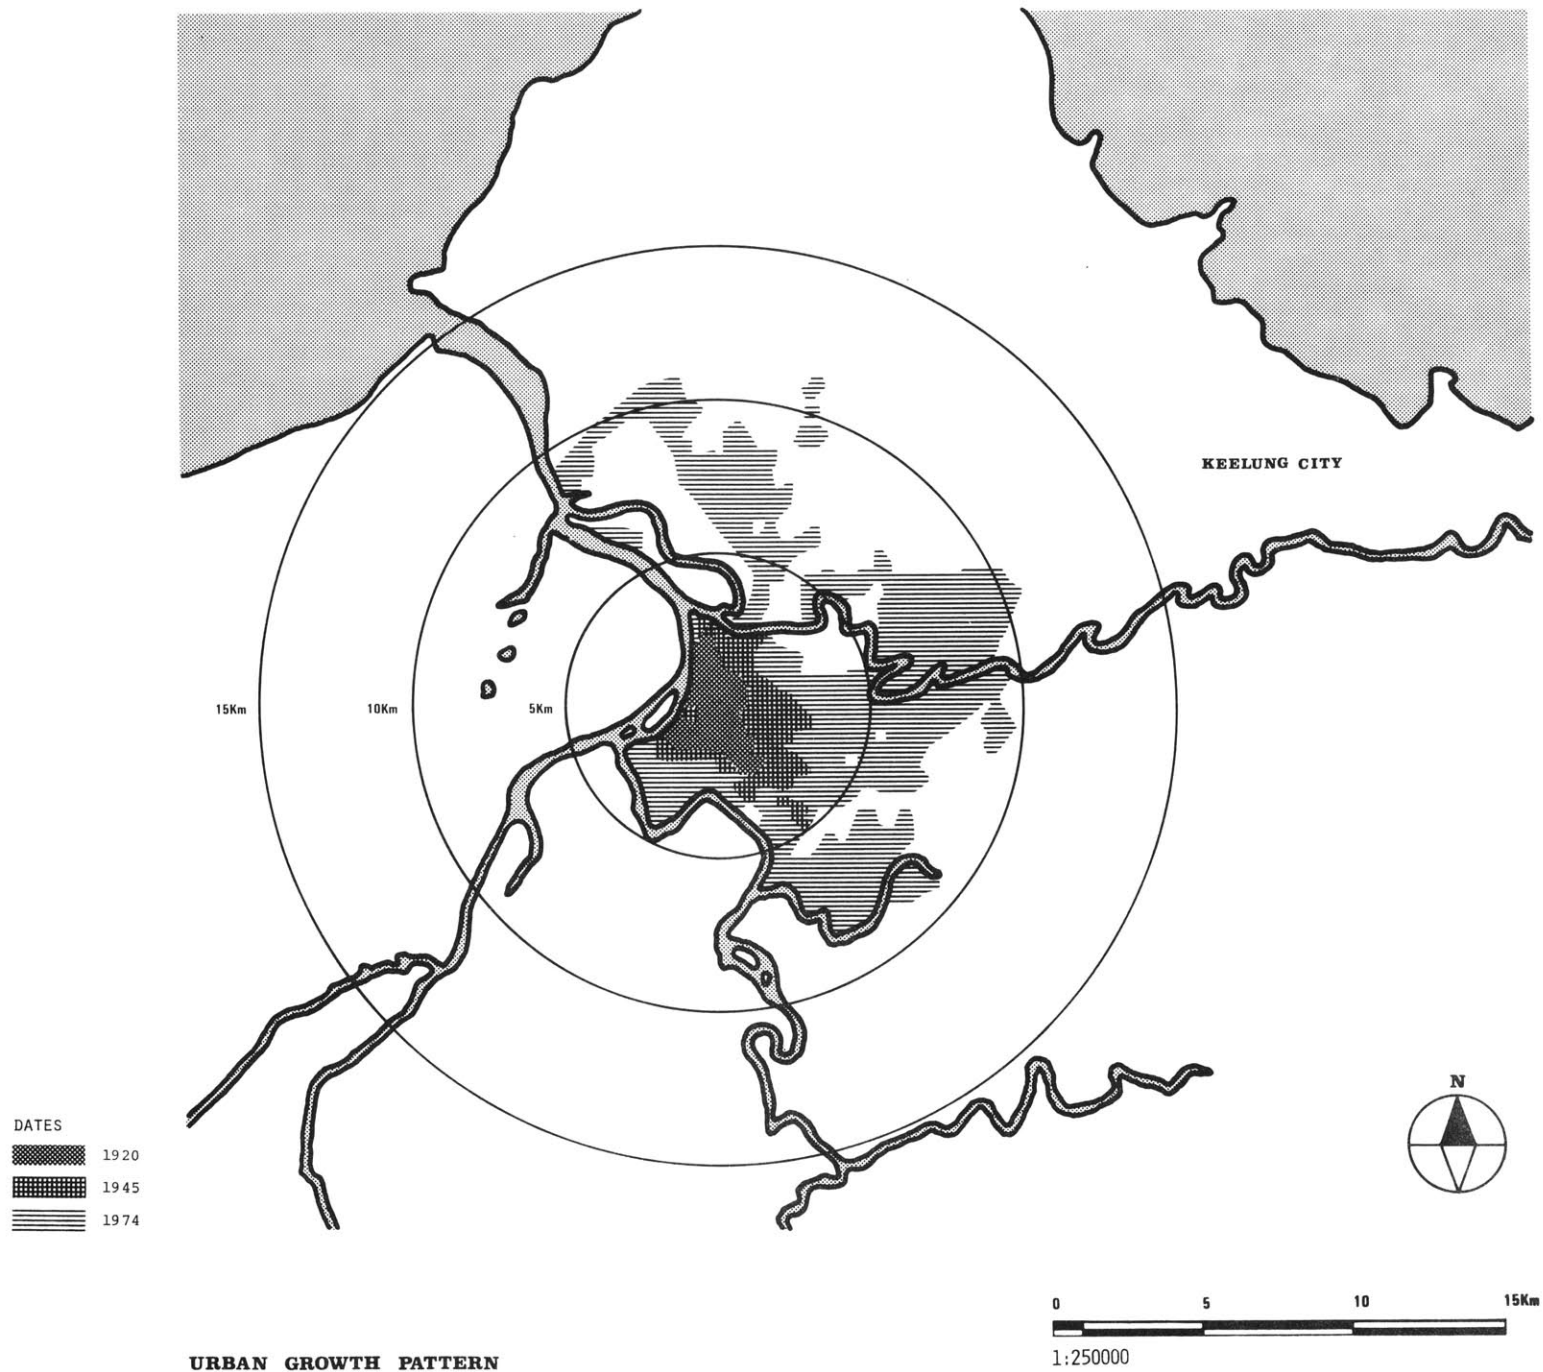 KEELUNG CITY
15Km 10Km 5Km
N
DATES
1920
1945
1974
0 5 10 15Km
1:250000
URBAN GROWTH PATTERN